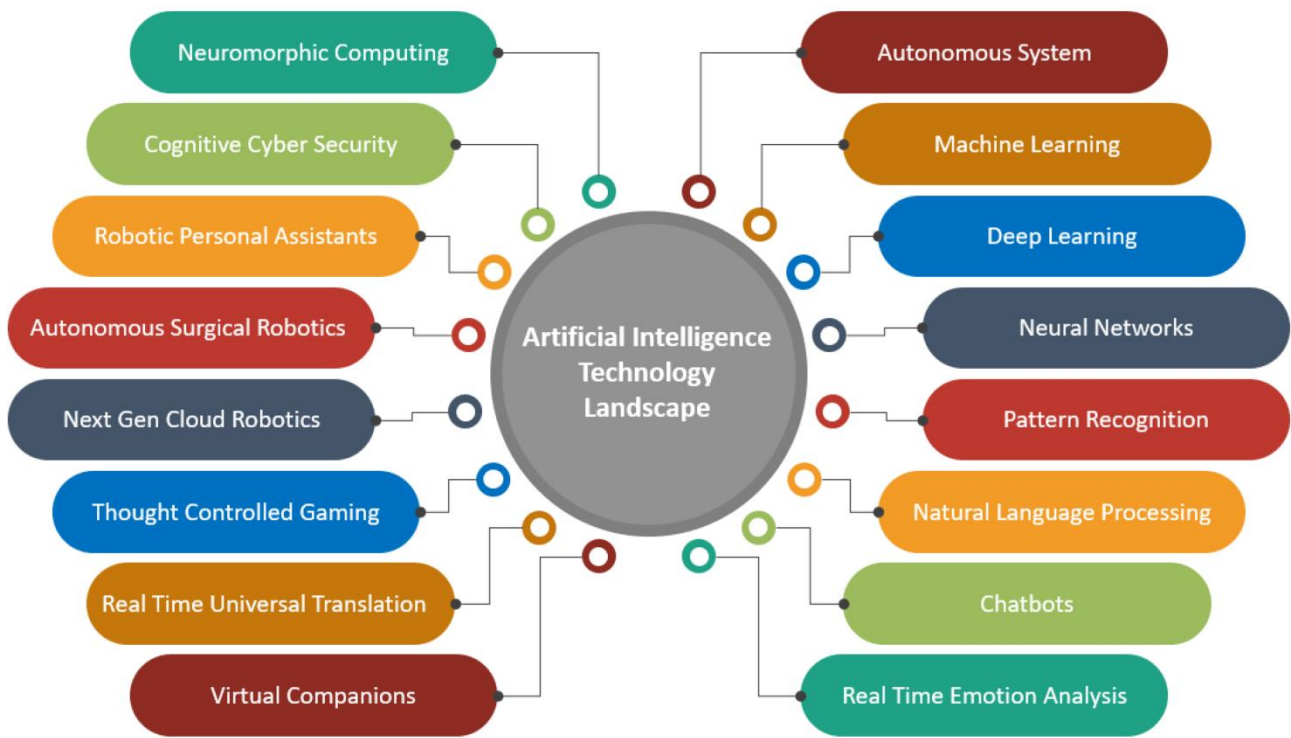 Neuromorphic Computing
Cognitive Cyber Security
Robotic Personal Assistants
Autonomous Surgical Robotics
Next Gen Cloud Robotics
Thought Controlled Gaming
Real Time Universal Translation
Virtual Companions
Artificial Intelligence
Technology
Landscape
Autonomous System
Machine Learning
Deep Learning
Neural Networks
Pattern Recognition
Natural Language Processing
Chatbots
Real Time Emotion Analysis